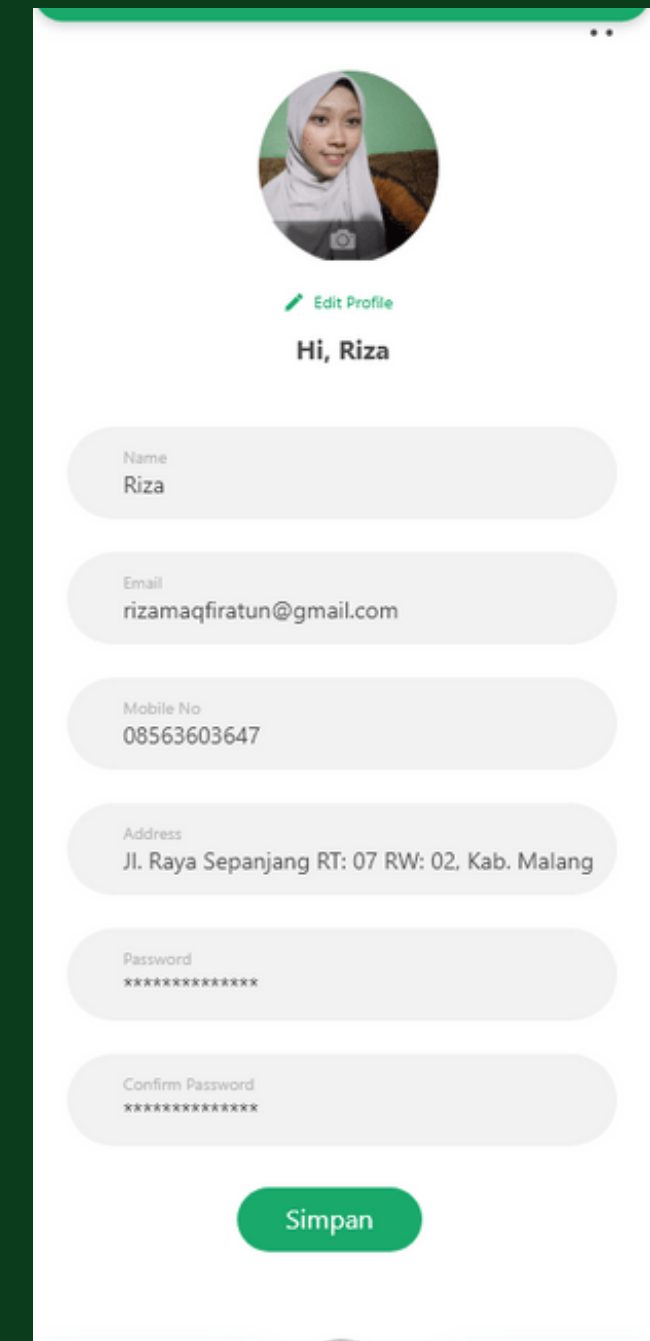 Edit Profile
Hi, Riza
Name
Riza
Email
rizamaqfiratun@gmail.com
Mobile No
08563603647
Address
Jl. Raya Sepanjang RT: 07 RW: 02, Kab. Malang
Password
**************
Confirm Password
**************
Simpan